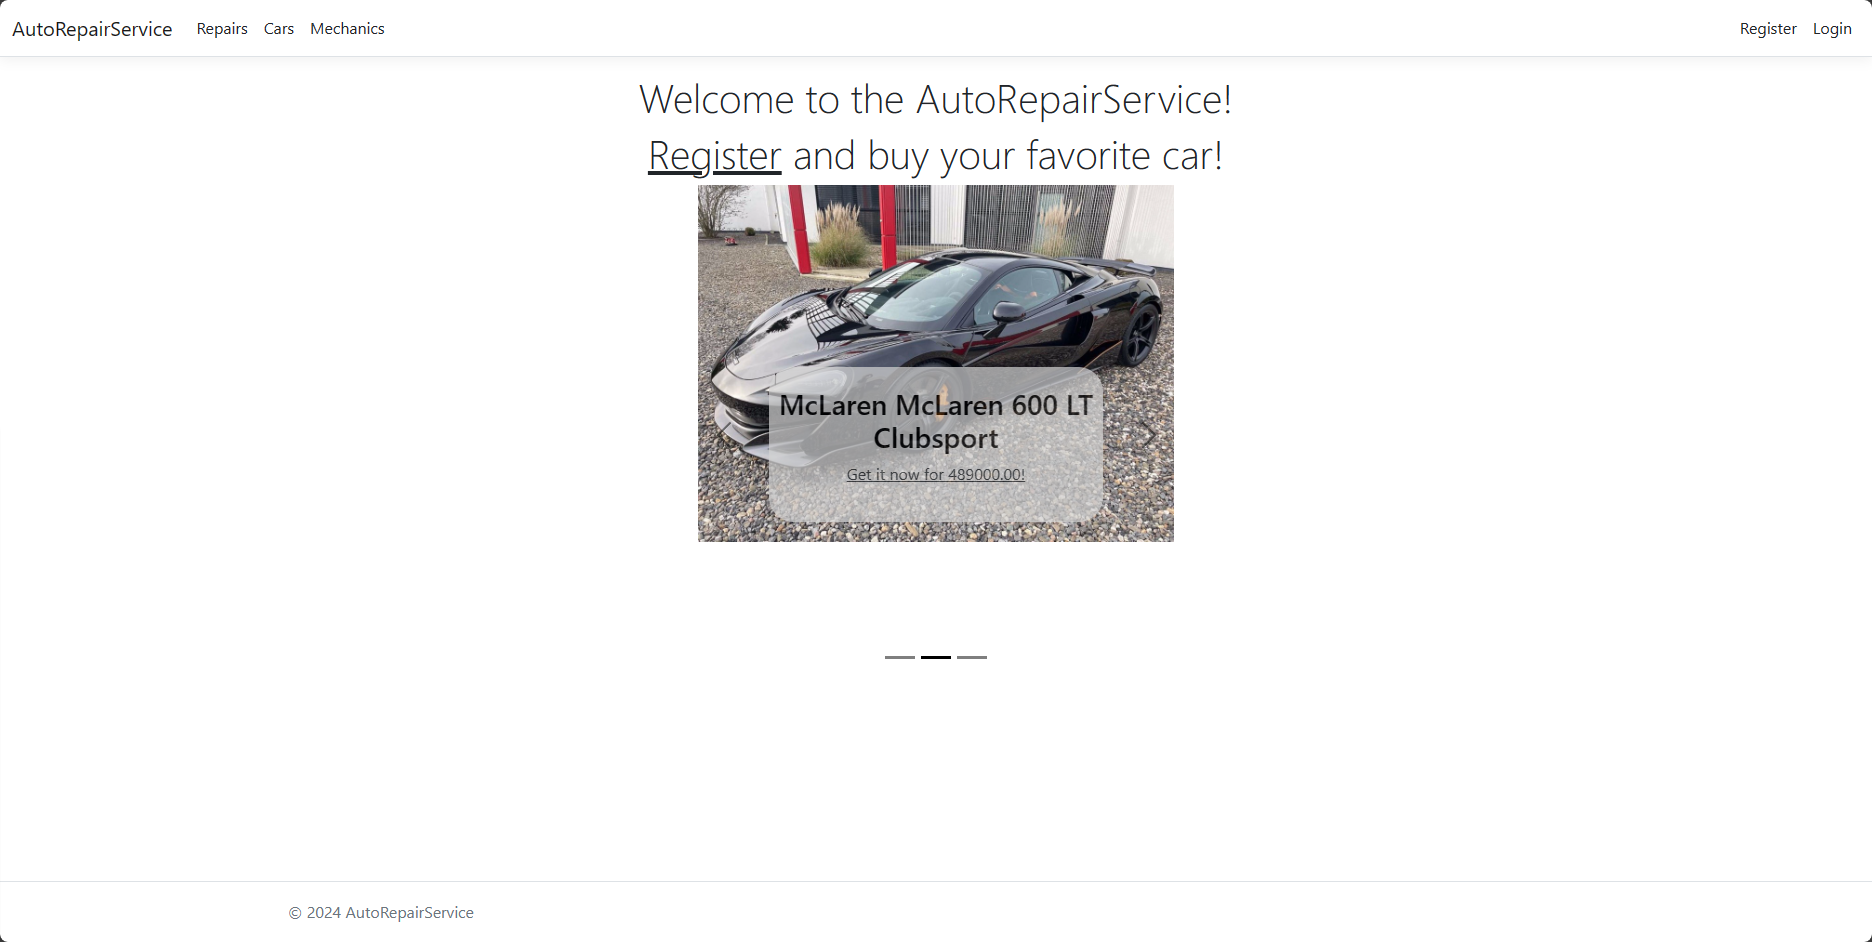 AutoRepairService Repairs Cars Mechanics Register Login
Welcome to the AutoRepairService!
Register and buy your favorite car!
McLaren McLaren 600 LT
Clubsport
Get it now for 489000.00!
© 2024 AutoRepairService